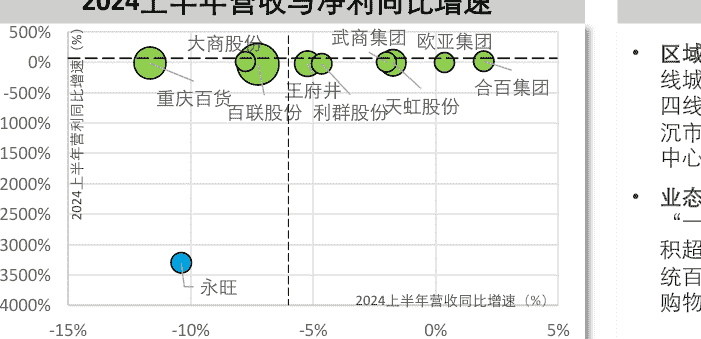 2024上半年营收与净利同比增速
500%
0%
-500%
1000%
1500%
2000%
2500%
3000%
3500%
4000%
2024上半年营利同比增速（%）
大商股份
武商集团
欧亚集团
重庆百货
百联股份
王府井
利群股份
天虹股份
合百集团
永旺
2024上半年营收同比增速（%）
-15%
-10%
-5%
0%
5%
• 区域
线城
四线
沉市
中心
• 业态
“一
积超
统百
购物